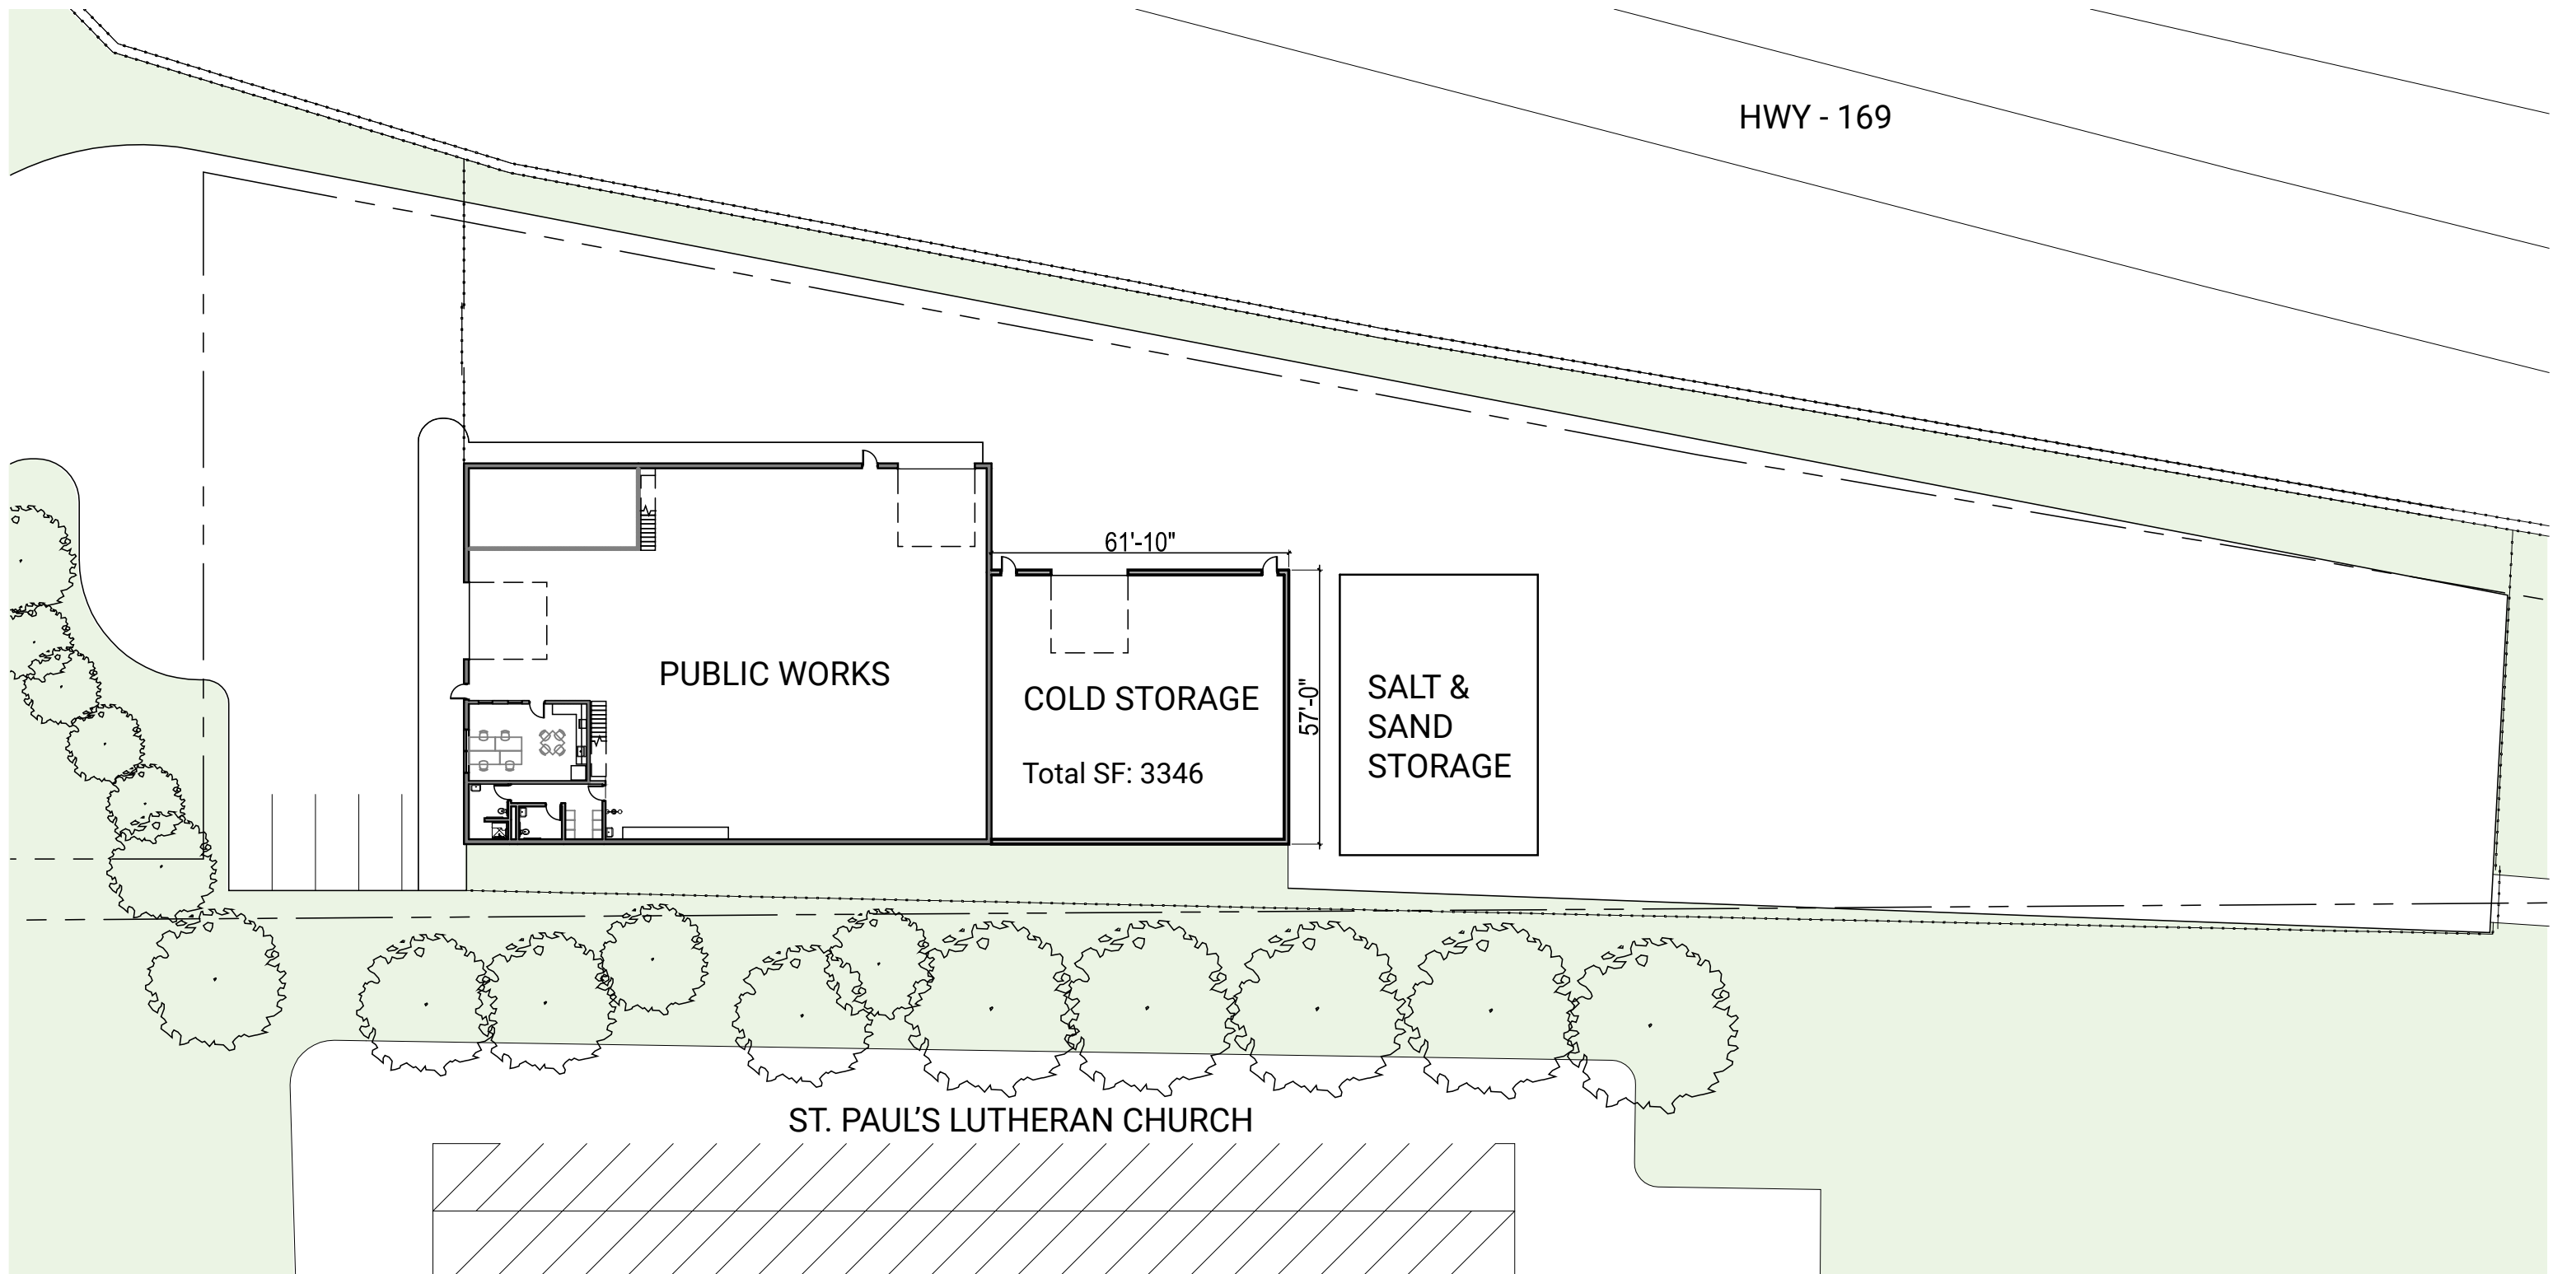 HWY - 169
61'-10"
PUBLIC WORKS
COLD STORAGE
Total SF: 3346
57'-0"
SALT &
SAND
STORAGE
ST. PAUL’S LUTHERAN CHURCH